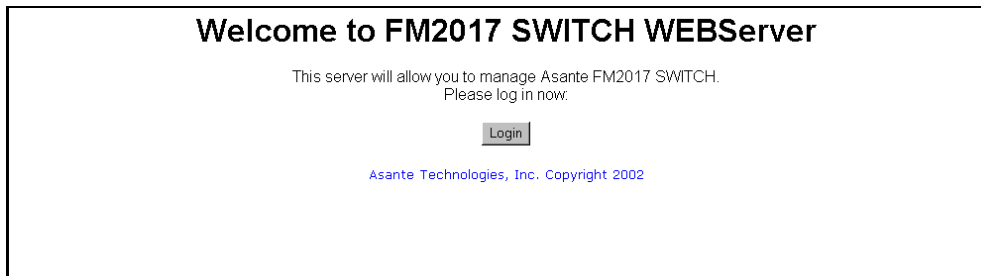 Welcome to FM2017 SWITCH WEBServer
This server will allow you to manage Asante FM2017 SWITCH.
Please log in now:
Login
Asante Technologies, Inc. Copyright 2002